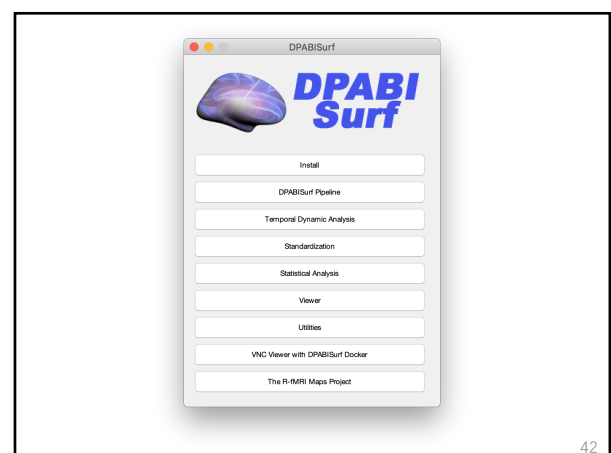 DPABISurf
DPABI
Surf
Install
DPABISurf Pipeline
Temporal Dynamic Analysis
Standardization
Statistical Analysis
Viewer
Utilities
VNC Viewer with DPABISurf Docker
The R-fMRI Maps Project
42